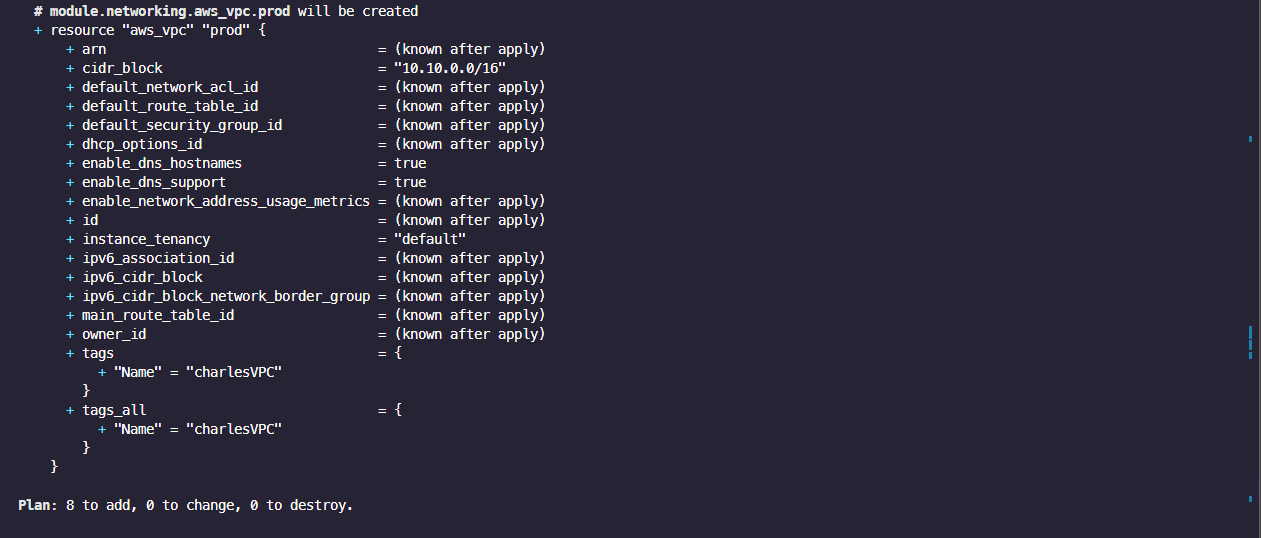 # module.networking.aws_vpc.prod will be created
+ resource "aws_vpc" "prod" {
+ arn = (known after apply)
+ cidr_block = "10.10.0.0/16"
+ default_network_acl_id = (known after apply)
+ default_route_table_id = (known after apply)
+ default_security_group_id = (known after apply)
+ dhcp_options_id = (known after apply)
+ enable_dns_hostnames = true
+ enable_dns_support = true
+ enable_network_address_usage_metrics = (known after apply)
+ id = (known after apply)
+ instance_tenancy = "default"
+ ipv6_association_id = (known after apply)
+ ipv6_cidr_block = (known after apply)
+ ipv6_cidr_block_network_border_group = (known after apply)
+ main_route_table_id = (known after apply)
+ owner_id = (known after apply)
+ tags = {
+ "Name" = "charlesVPC"
}
+ tags_all = {
+ "Name" = "charlesVPC"
}
}
Plan: 8 to add, 0 to change, 0 to destroy.